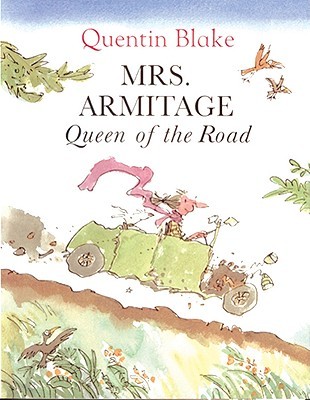 Quentin Blake
MRS.
ARMITAGE
Queen of the Road